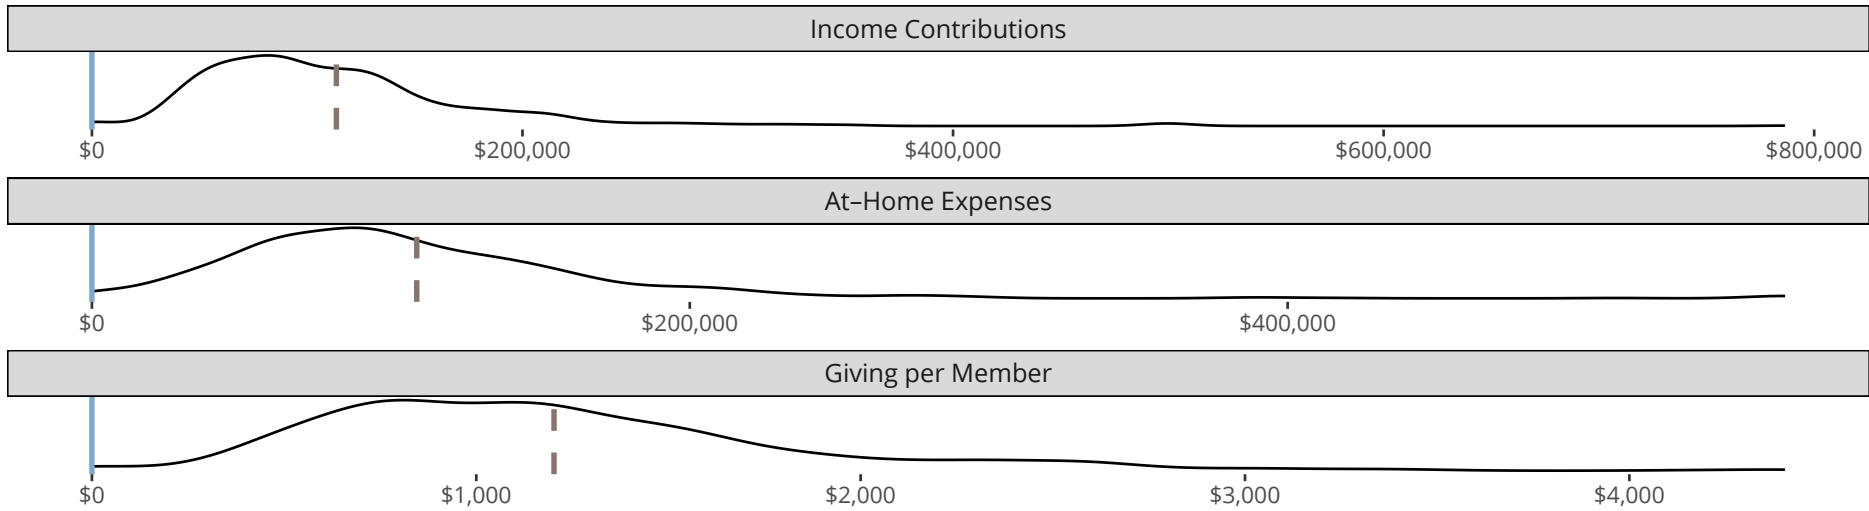 Income Contributions
$0 $200,000 $400,000 $600,000 $800,000
At–Home Expenses
$0 $200,000 $400,000
Giving per Member
$0 $1,000 $2,000 $3,000 $4,000